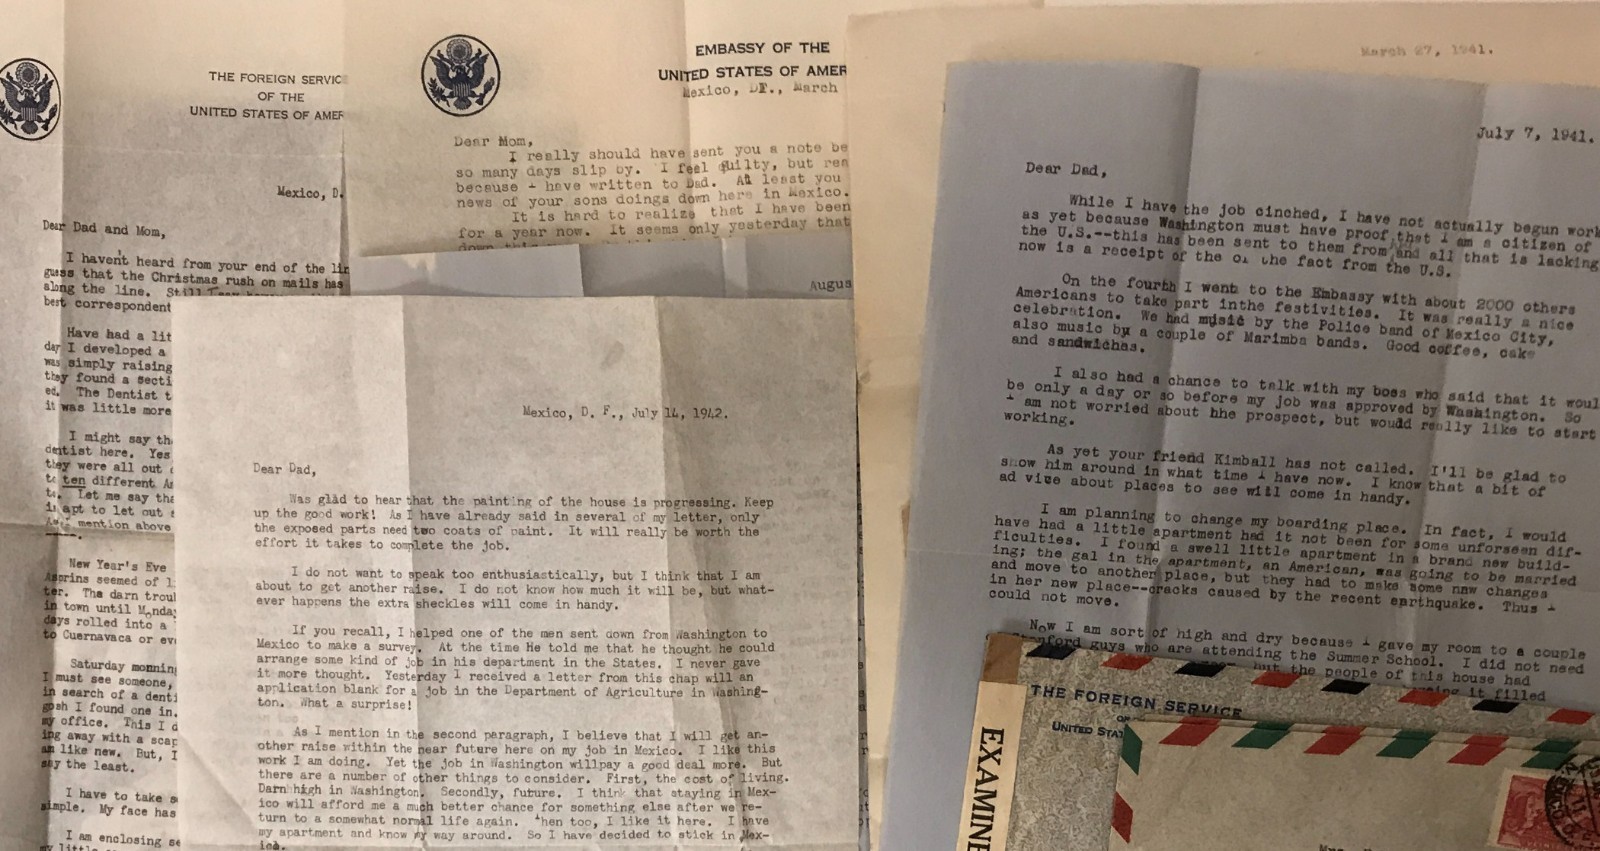 THE FOREIGN SERVIC
OF THE
UNITED STATES OF AMER
Mexico, D.
Dear Dad and Mom,
I havent heard from your end of the lin
guess that the Christmas rush on mails has
along the line. Still
best correspondent
Have had a lit
day I developed a
was simply raising
they found a secti
ed. The Dentist t
it was little more
I might say th
dentist here. Yes
they were all out
to ten different A
to. Let me say tha
is apt to let out
mention above
New Year's Eve
Asprins seemed of l
ter. The darn trou
in town until Monda
days rolled into a
to Cuernavaca or ev
Saturday morning
I must see someone,
in search of a denti
gosh I found one in
my office. This I d
ing away with a scap
am like new. But, I
say the least.
I have to take s
simple. My face has
I am enclosing se
my little
EMBASSY OF THE
UNITED STATES OF AMER
Mexico, DF., March
Dear Mom,
I really should have sent you a note be
so many days slip by. I feel guilty, but rea
because I have written to Dad. At least you
news of your sons doings down here in Mexico.
It is hard to realize that I have been
for a year now. It seems only yesterday that
down
Augus
Mexico, D. F., July 14, 1942.
Dear Dad,
Was glad to hear that the painting of the house is progressing. Keep
up the good work! As I have already said in several of my letter, only
the exposed parts need two coats of paint. It will really be worth the
effort it takes to complete the job.
I do not want to speak too enthusiastically, but I think that I am
about to get another raise. I do not know how much it will be, but what-
ever happens the extra sheckles will come in handy.
If you recall, I helped one of the men sent down from Washington to
Mexico to make a survey. At the time He told me that he thought he could
arrange some kind of job in his department in the States. I never gave
it more thought. Yesterday I received a letter from this chap will an
application blank for a job in the Department of Agriculture in Washing-
ton. What a surprise!
As I mention in the second paragraph, I believe that I will get an-
other raise within the near future here on my job in Mexico. I like this
work I am doing. Yet the job in Washington willpay a good deal more. But
there are a number of other things to consider. First, the cost of living.
Darn high in Washington. Secondly, future. I think that staying in Mex-
ico will afford me a much better chance for something else after we re-
turn to a somewhat normal life again. Then too, I like it here. I have
my apartment and know my way around. So I have decided to stick in Mex-
ico.
March 27, 1941.
July 7, 1941.
Dear Dad,
While I have the job cinched, I have not actually begun work
as yet because Washington must have proof that I am a citizen of
the U.S.--this has been sent to them from and all that is lacking
now is a receipt of the of the fact from the U.S.
On the fourth I went to the Embassy with about 2000 others
Americans to take part inthe festivities. It was really a nice
celebration. We had music by the Police band of Mexico City,
also music by a couple of Marimba bands. Good coffee, cake
and sandwichas.
I also had a chance to talk with my boss who said that it woul
be only a day or so before my job was approved by Washington. So
I am not worried about hhe prospect, but would really like to start
working.
As yet your friend Kimball has not called. I'll be glad to
show him around in what time I have now. I know that a bit of
ad vice about places to see will come in handy.
I am planning to change my boarding place. In fact, I would
have had a little apartment had it not been for some unforseen dif-
ficulties. I found a swell little apartment in a brand new build-
ing; the gal in the apartment, an American, was going to be married
and move to another place, but they had to make some naw changes
in her new place--cracks caused by the recent earthquake. Thus I
could not move.
Now I am sort of high and dry because I gave my room to a couple
Stanford guys who are attending the Summer School. I did not need
but the people of this house had
it filled
THE FOREIGN SERVICE
OF
UNITED STAT
EXAMINE
MEXICO